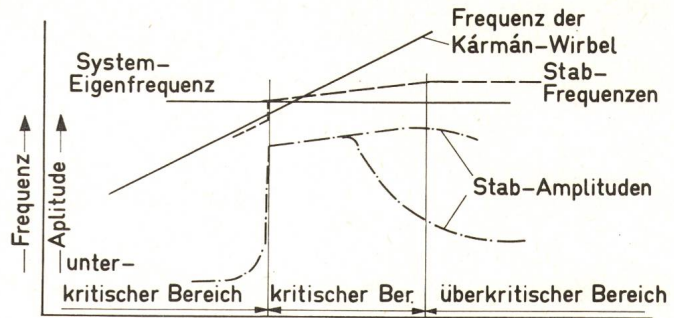 Frequenz der
Kármán-Wirbel
System-
Eigenfrequenz
Stab-
Frequenzen
Frequenz
Aplitude
Stab-Amplituden
unter-
kritischer Bereich
kritischer Ber.
überkritischer Bereich